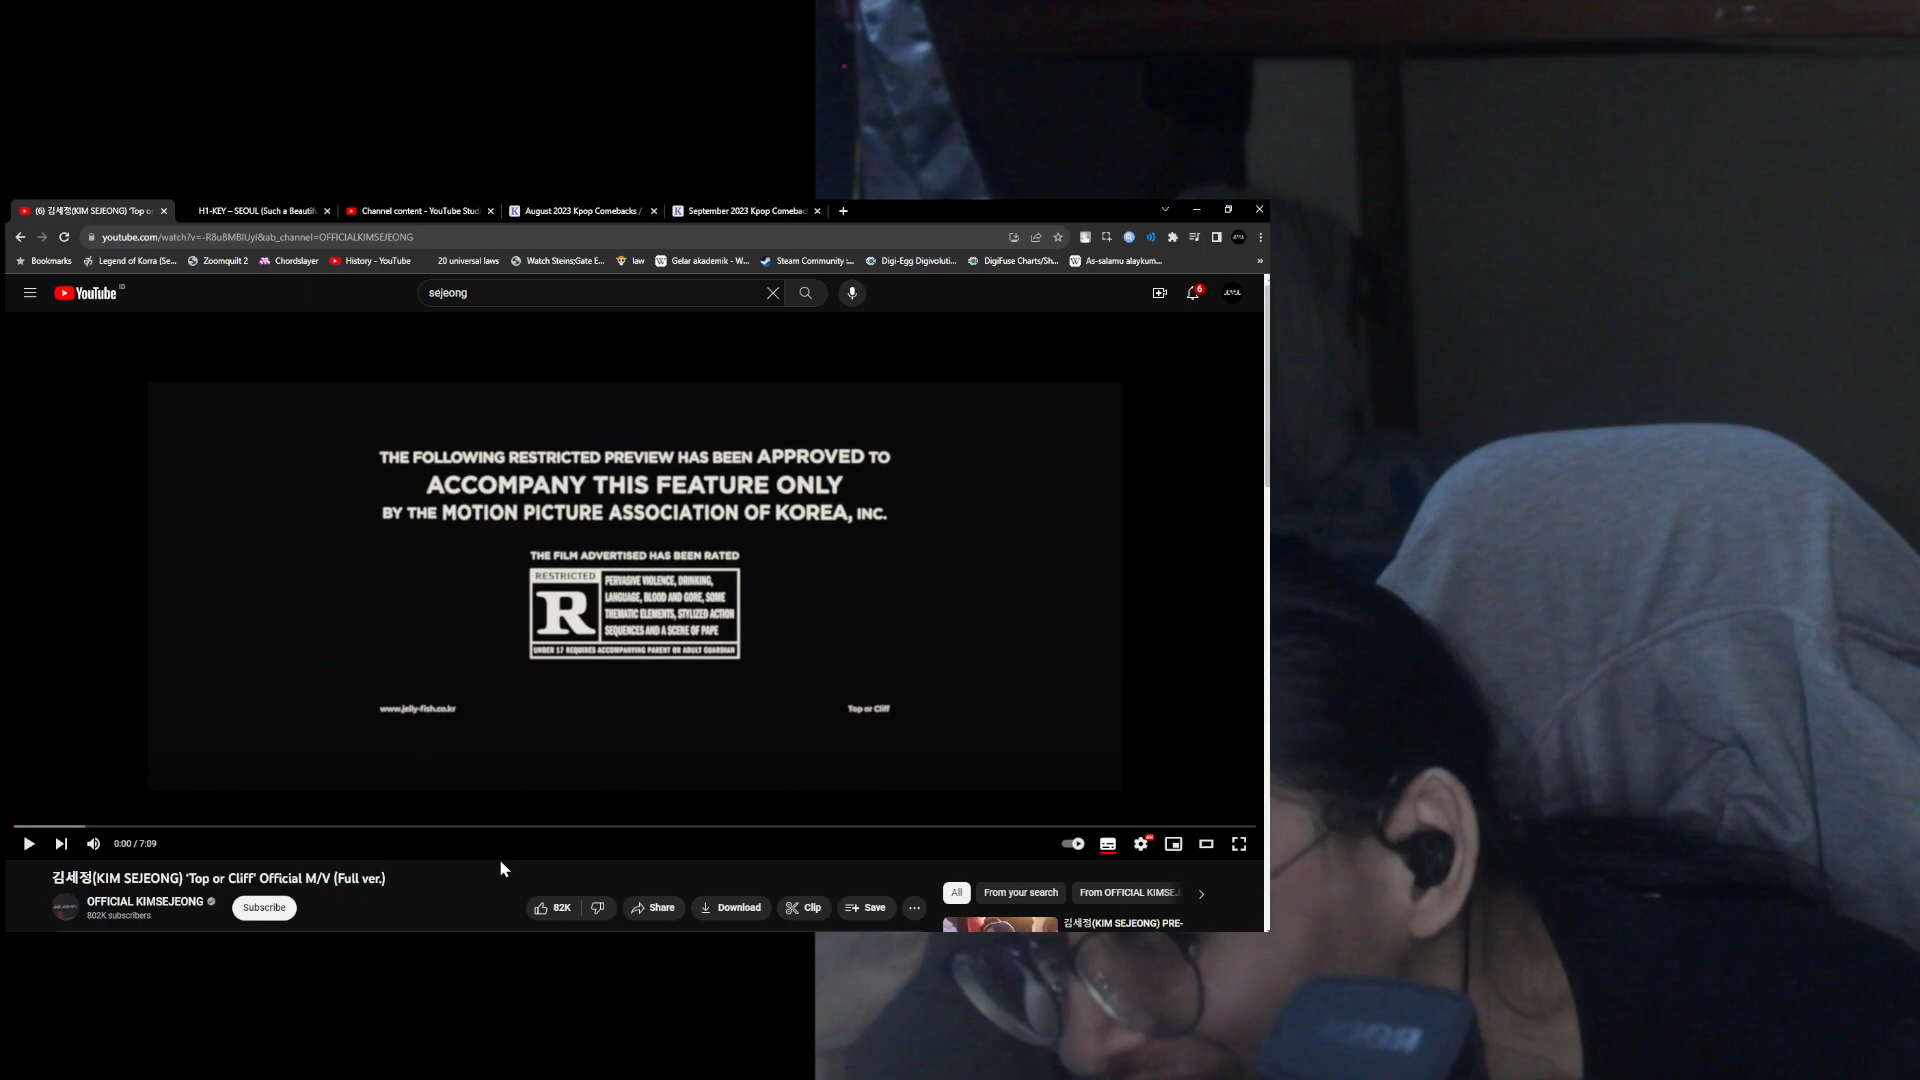 (6) 김세정(KIM SEJEONG) 'Top or
H1-KEY – SEOUL (Such a Beautifu
Channel content - YouTube Studi
August 2023 Kpop Comebacks /
September 2023 Kpop Comebac
youtube.com/watch?v=-R8uBMBlUyI&ab_channel=OFFICIALKIMSEJEONG
Bookmarks
Legend of Korra (Se...
Zoomquilt 2
Chordslayer
History - YouTube
20 universal laws
Watch Steins;Gate E...
law
Gelar akademik - W...
Steam Community :...
Digi-Egg Digivoluti...
DigiFuse Charts/Sh...
As-salamu alaykum...
YouTube ID
sejeong
6
THE FOLLOWING RESTRICTED PREVIEW HAS BEEN APPROVED TO
ACCOMPANY THIS FEATURE ONLY
BY THE MOTION PICTURE ASSOCIATION OF KOREA, INC.
THE FILM ADVERTISED HAS BEEN RATED
RESTRICTED
R
PERVASIVE VIOLENCE, DRINKING,
LANGUAGE, BLOOD AND GORE, SOME
THEMATIC ELEMENTS, STYLIZED ACTION
SEQUENCES AND A SCENE OF PAPE
UNDER 17 REQUIRES ACCOMPANYING PARENT OR ADULT GUARDIAN
www.jelly-fish.co.kr
Top or Cliff
0:00 / 7:09
김세정(KIM SEJEONG) 'Top or Cliff' Official M/V (Full ver.)
OFFICIAL KIMSEJEONG
802K subscribers
Subscribe
82K
Share
Download
Clip
Save
All
From your search
From OFFICIAL KIMSEJ
김세정(KIM SEJEONG) PRE-